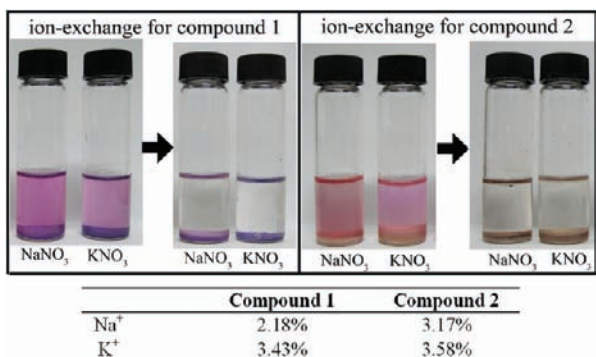 ion-exchange for compound 1
ion-exchange for compound 2
NaNO₃ KNO₃ NaNO₃ KNO₃
NaNO₃ KNO₃ NaNO₃ KNO₃
Compound 1 Compound 2
Na⁺ 2.18% 3.17%
K⁺ 3.43% 3.58%